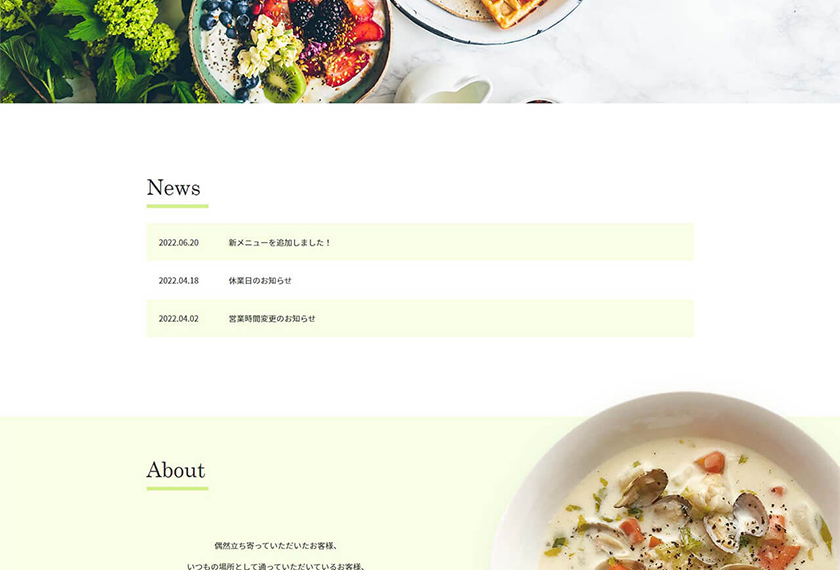 News
2022.06.20 新メニューを追加しました！
2022.04.18 休業日のお知らせ
2022.04.02 営業時間変更のお知らせ
About
偶然立ち寄っていただいたお客様、
いつもの場所として通っていただいているお客様、